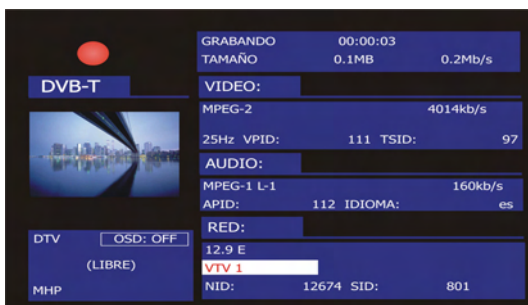 DVB-T
DTV OSD: OFF
(LIBRE)
MHP
GRABANDO 00:00:03
TAMAÑO 0.1MB 0.2Mb/s
VIDEO:
MPEG-2 4014kb/s
25Hz VPID: 111 TSID: 97
AUDIO:
MPEG-1 L-1 160kb/s
APID: 112 IDIOMA: es
RED:
12.9 E
VTV 1
NID: 12674 SID: 801